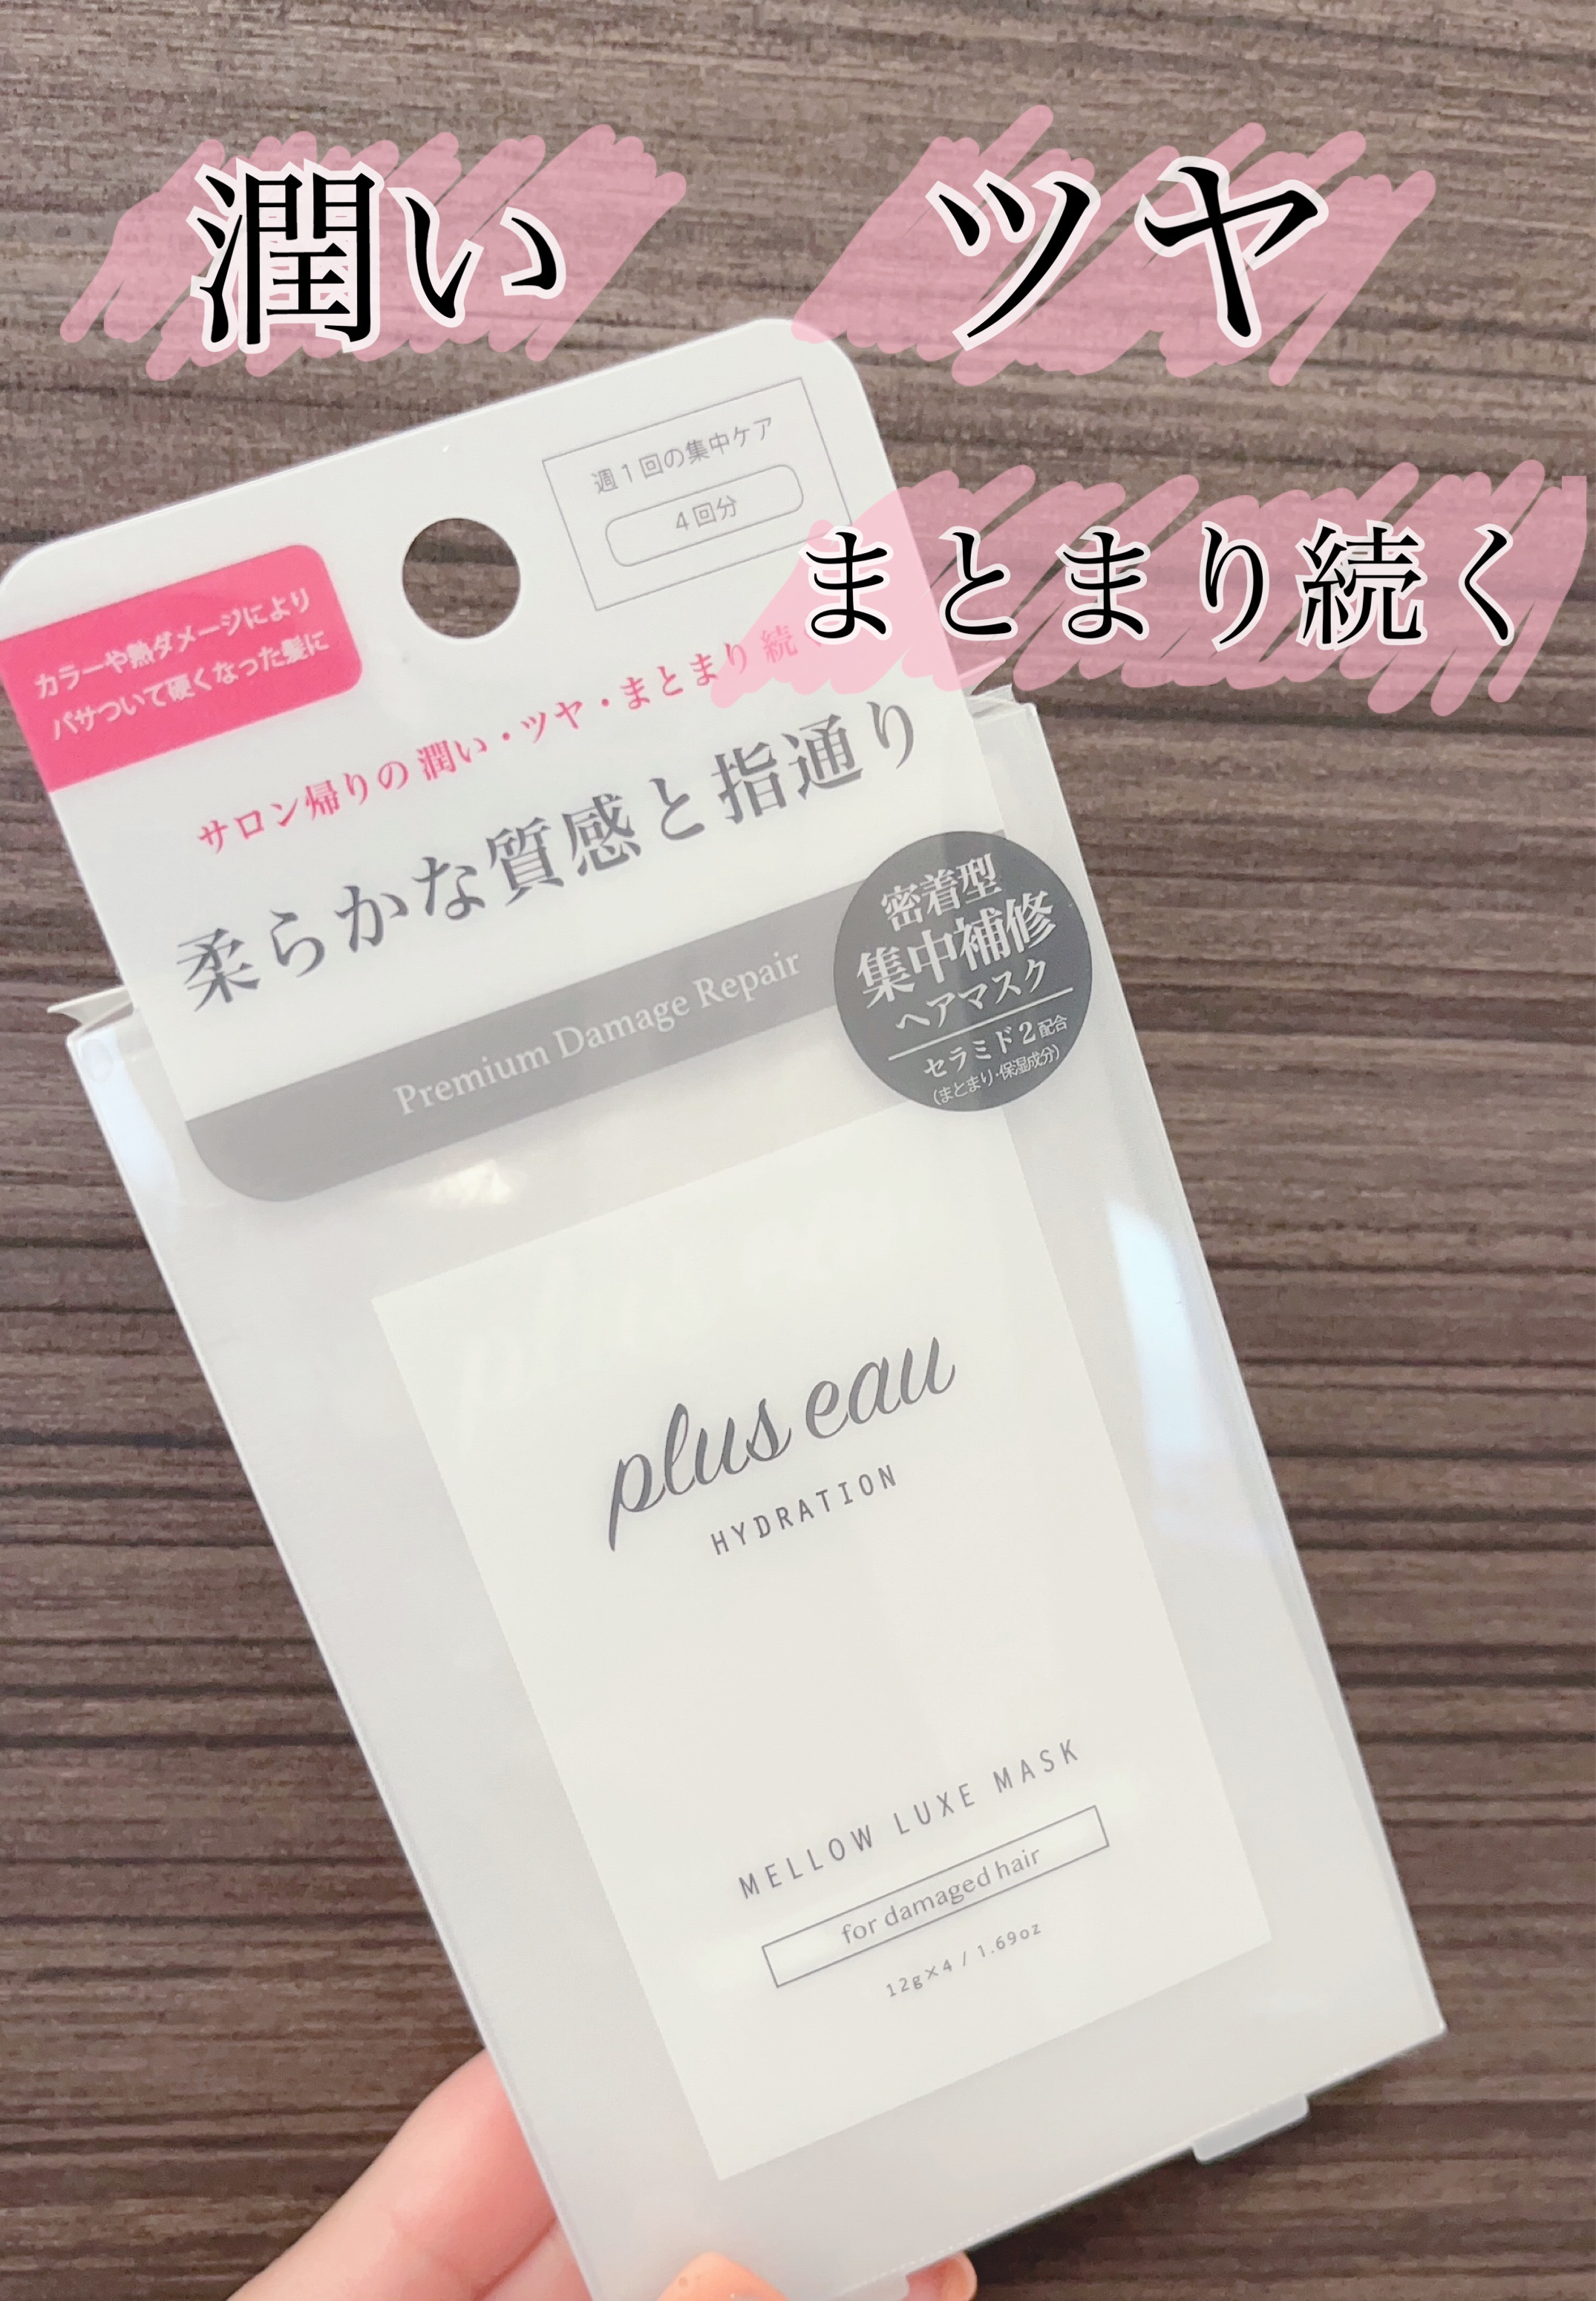 潤い
ツヤ
まとまり続く
週1回の集中ケア
4回分
カラーや熱ダメージにより
パサついて硬くなった髪に
サロン帰りの潤い・ツヤ・まとまり続く
柔らかな質感と指通り
Premium Damage Repair
密着型
集中補修
ヘアマスク
セラミド2配合
(まとまり・保湿成分)
plus eau
HYDRATION
MELLOW LUXE MASK
for damaged hair
12g×4 / 1.69oz